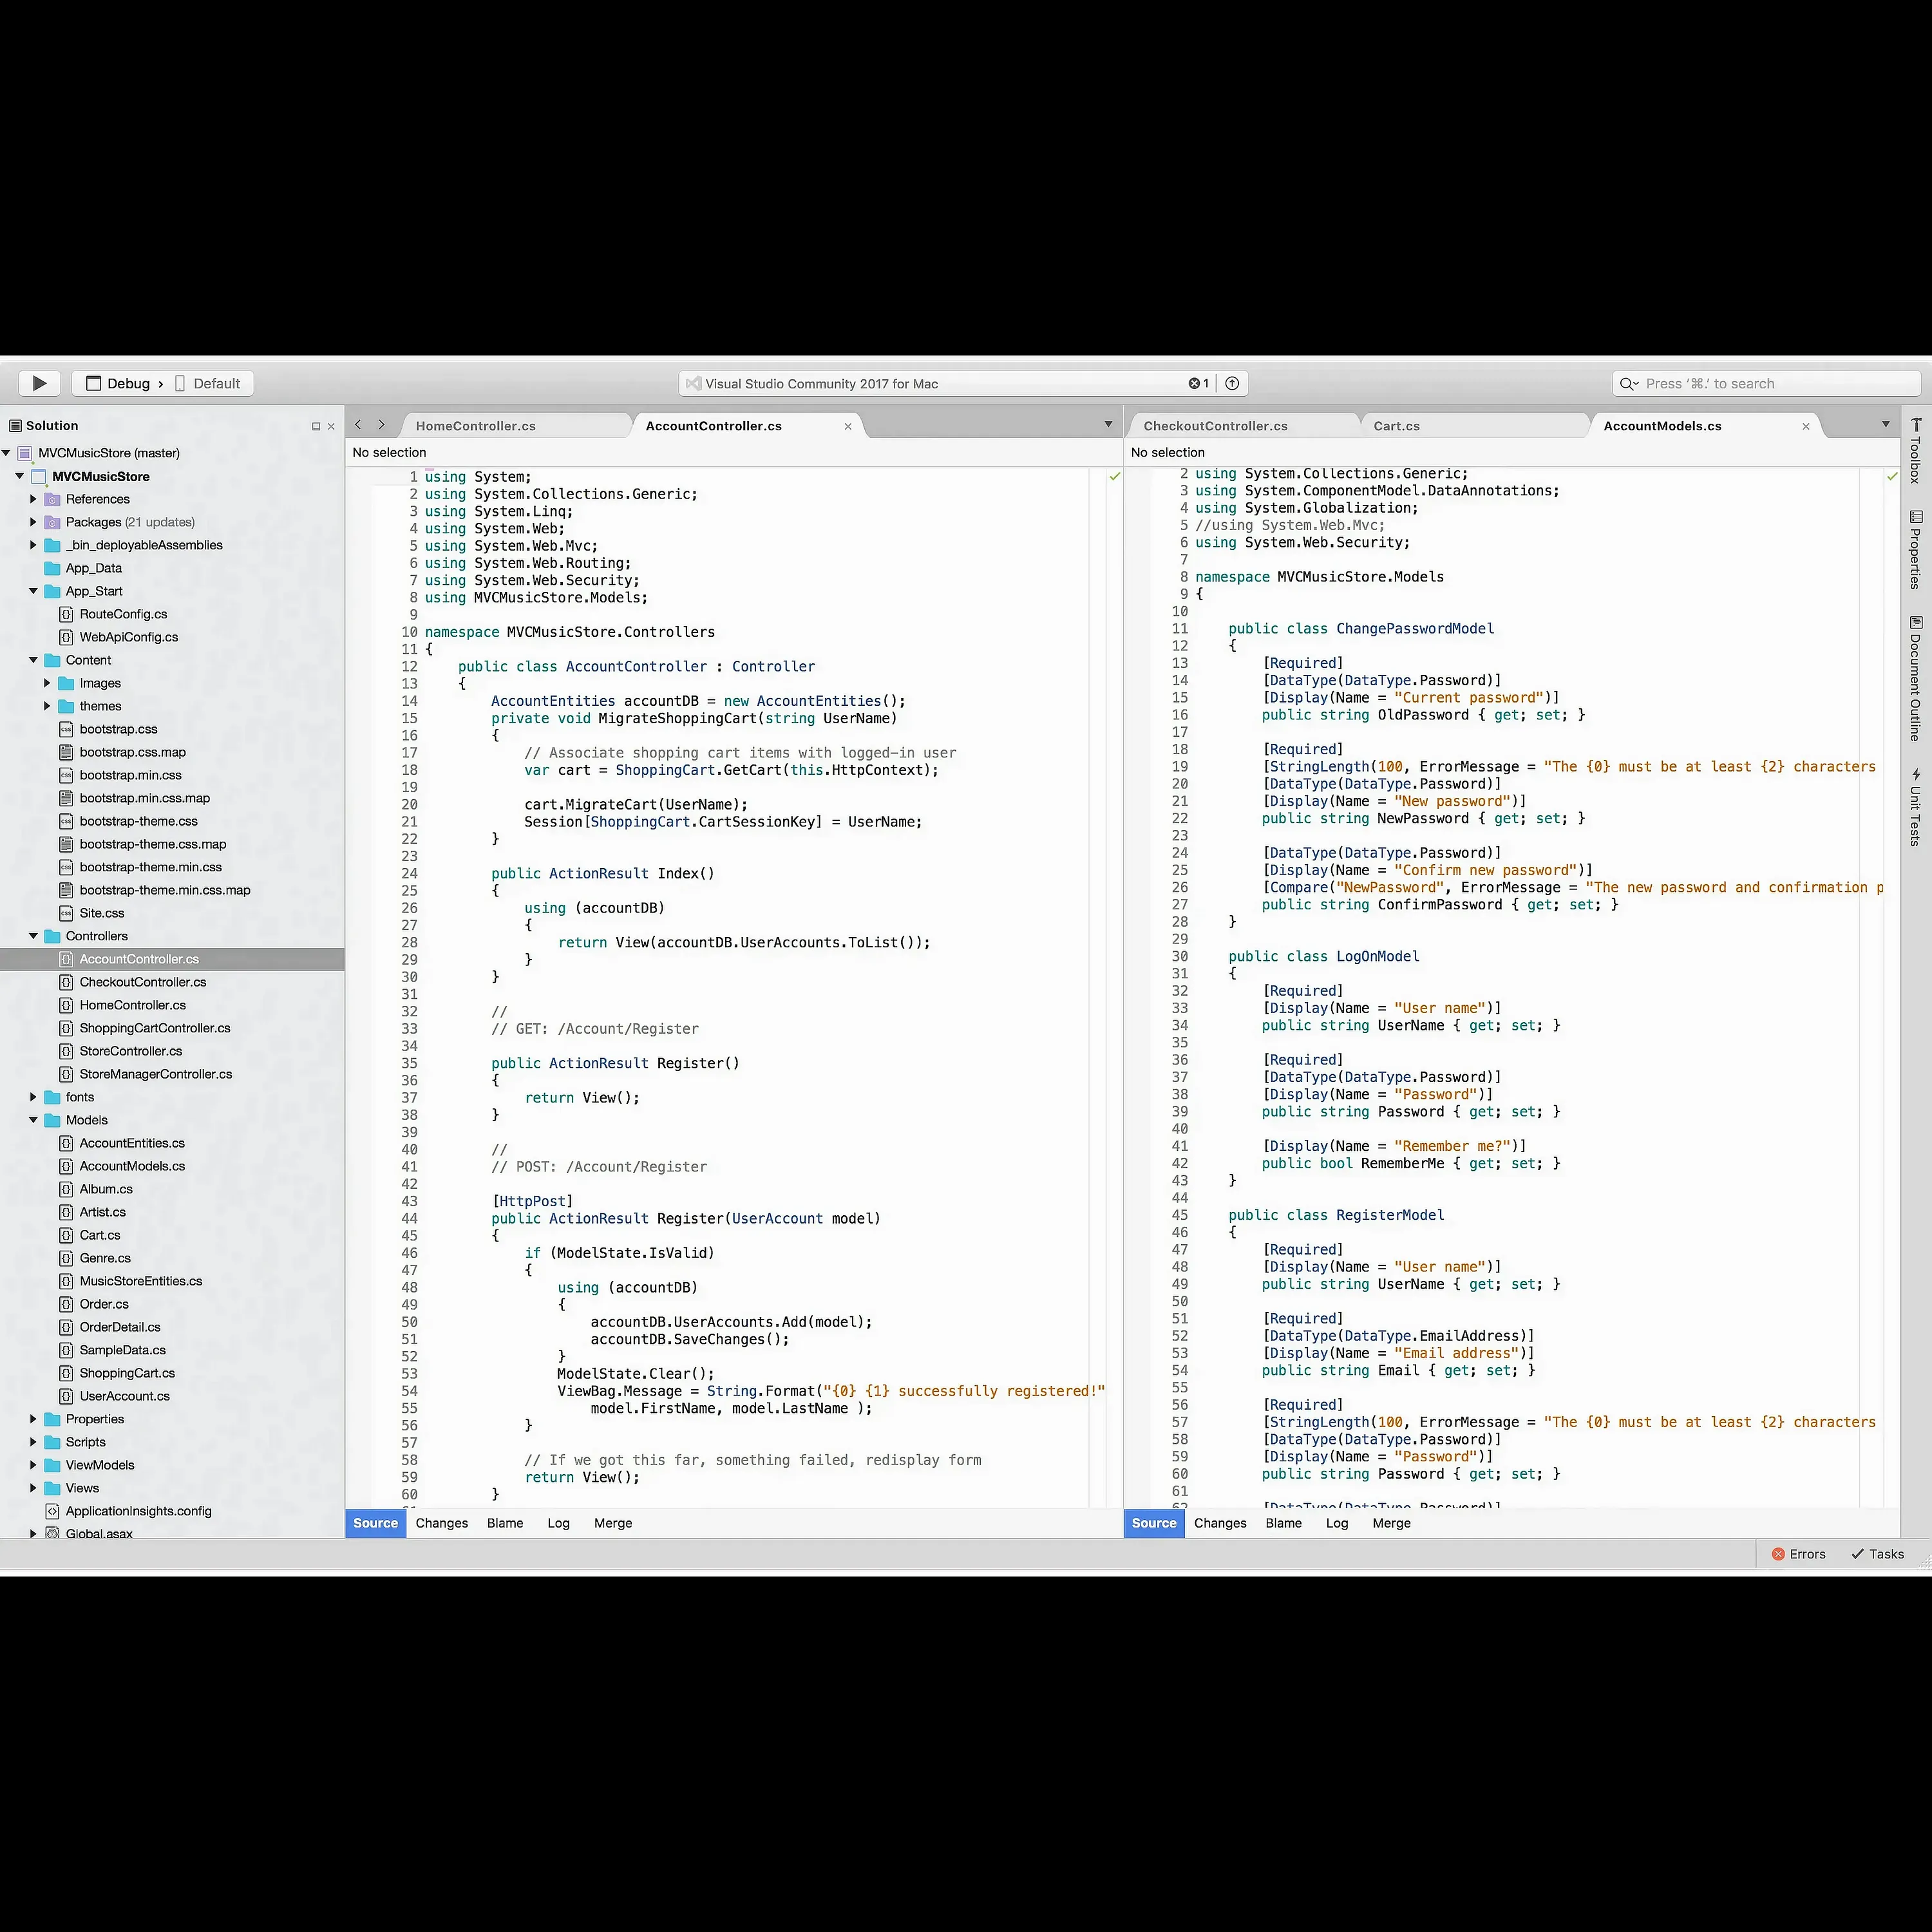 Debug › Default
Visual Studio Community 2017 for Mac
1
Press '⌘.' to search
Solution
MVCMusicStore (master)
MVCMusicStore
References
Packages (21 updates)
_bin_deployableAssemblies
App_Data
App_Start
RouteConfig.cs
WebApiConfig.cs
Content
Images
themes
bootstrap.css
bootstrap.css.map
bootstrap.min.css
bootstrap.min.css.map
bootstrap-theme.css
bootstrap-theme.css.map
bootstrap-theme.min.css
bootstrap-theme.min.css.map
Site.css
Controllers
AccountController.cs
CheckoutController.cs
HomeController.cs
ShoppingCartController.cs
StoreController.cs
StoreManagerController.cs
fonts
Models
AccountEntities.cs
AccountModels.cs
Album.cs
Artist.cs
Cart.cs
Genre.cs
MusicStoreEntities.cs
Order.cs
OrderDetail.cs
SampleData.cs
ShoppingCart.cs
UserAccount.cs
Properties
Scripts
ViewModels
Views
ApplicationInsights.config
Global.asax
HomeController.cs
AccountController.cs
No selection
1 using System;
2 using System.Collections.Generic;
3 using System.Linq;
4 using System.Web;
5 using System.Web.Mvc;
6 using System.Web.Routing;
7 using System.Web.Security;
8 using MVCMusicStore.Models;
9
10 namespace MVCMusicStore.Controllers
11 {
12 public class AccountController : Controller
13 {
14 AccountEntities accountDB = new AccountEntities();
15 private void MigrateShoppingCart(string UserName)
16 {
17 // Associate shopping cart items with logged-in user
18 var cart = ShoppingCart.GetCart(this.HttpContext);
19
20 cart.MigrateCart(UserName);
21 Session[ShoppingCart.CartSessionKey] = UserName;
22 }
23
24 public ActionResult Index()
25 {
26 using (accountDB)
27 {
28 return View(accountDB.UserAccounts.ToList());
29 }
30 }
31
32 //
33 // GET: /Account/Register
34
35 public ActionResult Register()
36 {
37 return View();
38 }
39
40 //
41 // POST: /Account/Register
42
43 [HttpPost]
44 public ActionResult Register(UserAccount model)
45 {
46 if (ModelState.IsValid)
47 {
48 using (accountDB)
49 {
50 accountDB.UserAccounts.Add(model);
51 accountDB.SaveChanges();
52 }
53 ModelState.Clear();
54 ViewBag.Message = String.Format("{0} {1} successfully registered!"
55 model.FirstName, model.LastName );
56 }
57
58 // If we got this far, something failed, redisplay form
59 return View();
60 }
Source Changes Blame Log Merge
CheckoutController.cs
Cart.cs
AccountModels.cs
No selection
2 using System.Collections.Generic;
3 using System.ComponentModel.DataAnnotations;
4 using System.Globalization;
5 //using System.Web.Mvc;
6 using System.Web.Security;
7
8 namespace MVCMusicStore.Models
9 {
10
11 public class ChangePasswordModel
12 {
13 [Required]
14 [DataType(DataType.Password)]
15 [Display(Name = "Current password")]
16 public string OldPassword { get; set; }
17
18 [Required]
19 [StringLength(100, ErrorMessage = "The {0} must be at least {2} characters
20 [DataType(DataType.Password)]
21 [Display(Name = "New password")]
22 public string NewPassword { get; set; }
23
24 [DataType(DataType.Password)]
25 [Display(Name = "Confirm new password")]
26 [Compare("NewPassword", ErrorMessage = "The new password and confirmation p
27 public string ConfirmPassword { get; set; }
28 }
29
30 public class LogOnModel
31 {
32 [Required]
33 [Display(Name = "User name")]
34 public string UserName { get; set; }
35
36 [Required]
37 [DataType(DataType.Password)]
38 [Display(Name = "Password")]
39 public string Password { get; set; }
40
41 [Display(Name = "Remember me?")]
42 public bool RememberMe { get; set; }
43 }
44
45 public class RegisterModel
46 {
47 [Required]
48 [Display(Name = "User name")]
49 public string UserName { get; set; }
50
51 [Required]
52 [DataType(DataType.EmailAddress)]
53 [Display(Name = "Email address")]
54 public string Email { get; set; }
55
56 [Required]
57 [StringLength(100, ErrorMessage = "The {0} must be at least {2} characters
58 [DataType(DataType.Password)]
59 [Display(Name = "Password")]
60 public string Password { get; set; }
61
62 [DataType(DataType.Password)]
Source Changes Blame Log Merge
Toolbox
Properties
Document Outline
Unit Tests
Errors Tasks